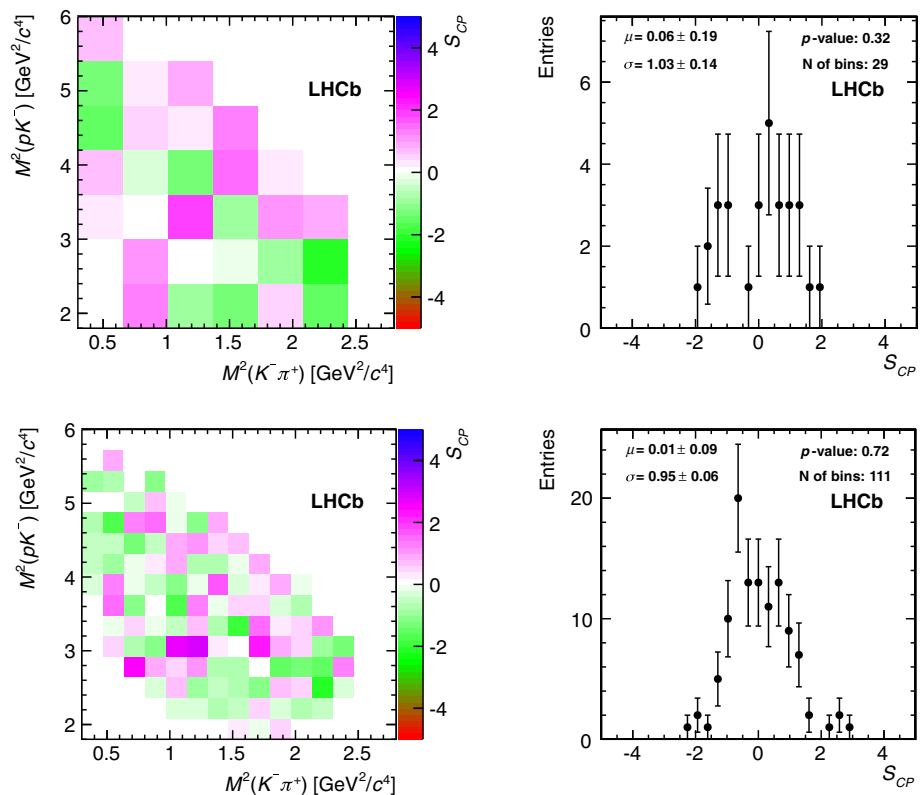 M²(pK⁻) [GeV²/c⁴]
6
5
4
3
2
0.5
1
1.5
2
2.5
M²(K⁻π⁺) [GeV²/c⁴]
LHCb
4
2
0
-2
-4
S_CP
Entries
6
4
2
0
-4
-2
0
2
4
S_CP
μ = 0.06 ± 0.19
σ = 1.03 ± 0.14
p-value: 0.32
N of bins: 29
LHCb
M²(pK⁻) [GeV²/c⁴]
6
5
4
3
2
0.5
1
1.5
2
2.5
M²(K⁻π⁺) [GeV²/c⁴]
LHCb
4
2
0
-2
-4
S_CP
Entries
20
10
0
-4
-2
0
2
4
S_CP
μ = 0.01 ± 0.09
σ = 0.95 ± 0.06
p-value: 0.72
N of bins: 111
LHCb